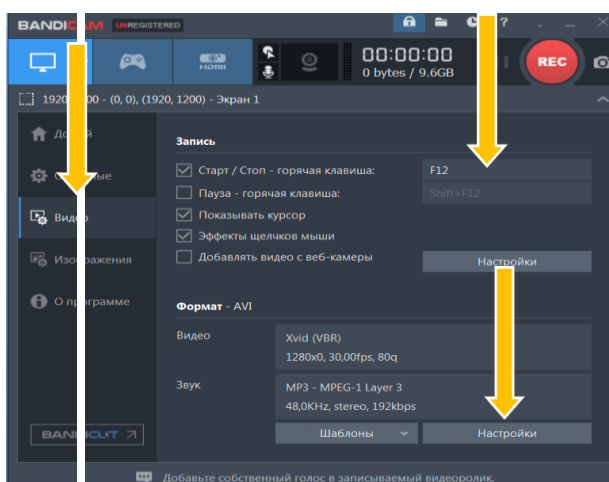 BANDICAM UNREGISTERED
HDMI
00:00:00
0 bytes / 9.6GB
REC
(0, 0), (1920, 1200) - Экран 1
Запись
Старт / Стоп - горячая клавиша: F12
Пауза - горячая клавиша: Shift+F12
Видео
Показывать курсор
Эффекты щелчков мыши
Изображения
Добавлять видео с веб-камеры
Настройки
О программе
Формат - AVI
Видео
Xvid (VBR)
1280x0, 30,00fps, 80q
Звук
MP3 - MPEG-1 Layer 3
48,0KHz, stereo, 192kbps
BANDICUT
Шаблоны
Настройки
Добавьте собственный голос в записываемый видеоролик.